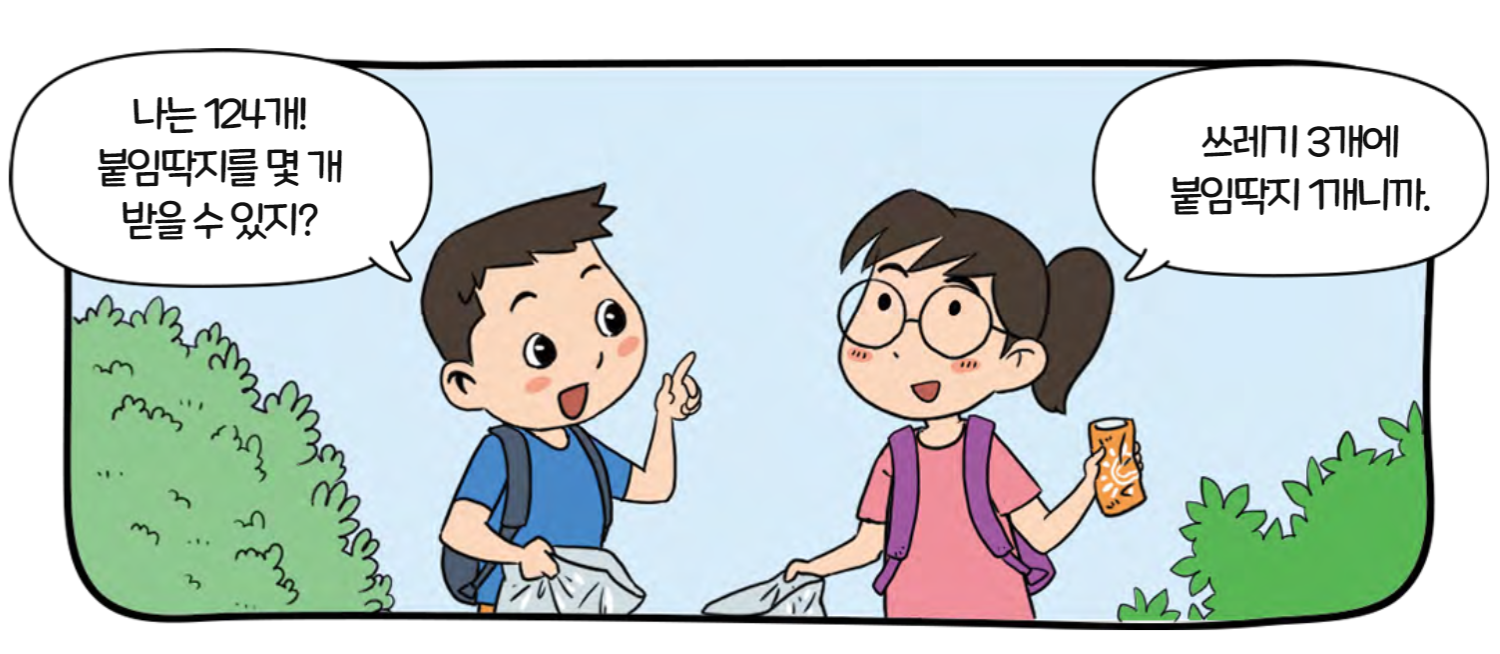 나는 124개!
붙임딱지를 몇 개
받을 수 있지?
쓰레기 3개에
붙임딱지 1개니까.